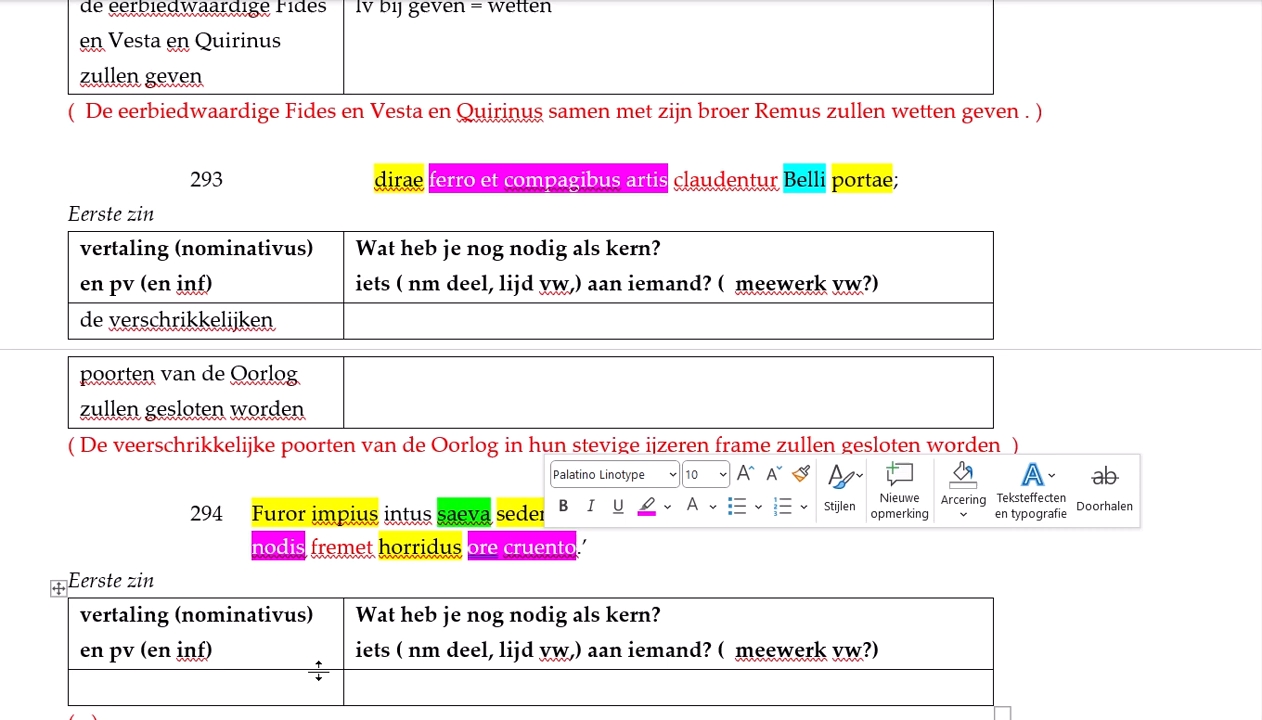 de eerbiedwaardige Fides
lv bij geven = wetten
en Vesta en Quirinus
zullen geven
( De eerbiedwaardige Fides en Vesta en Quirinus samen met zijn broer Remus zullen wetten geven . )
293 dirae ferro et compagibus artis claudentur Belli portae;
Eerste zin
vertaling (nominativus)
en pv (en inf)
Wat heb je nog nodig als kern?
iets ( nm deel, lijd vw,) aan iemand? ( meewerk vw?)
de verschrikkelijken
poorten van de Oorlog
zullen gesloten worden
( De veerschrikkelijke poorten van de Oorlog in hun stevige ijzeren frame zullen gesloten worden )
Palatino Linotype 10
Stijlen
Nieuwe opmerking
Arcering
Teksteffecten en typografie
Doorhalen
294 Furor impius intus saeva
nodis fremet horridus ore cruento.’
Eerste zin
vertaling (nominativus)
en pv (en inf)
Wat heb je nog nodig als kern?
iets ( nm deel, lijd vw,) aan iemand? ( meewerk vw?)